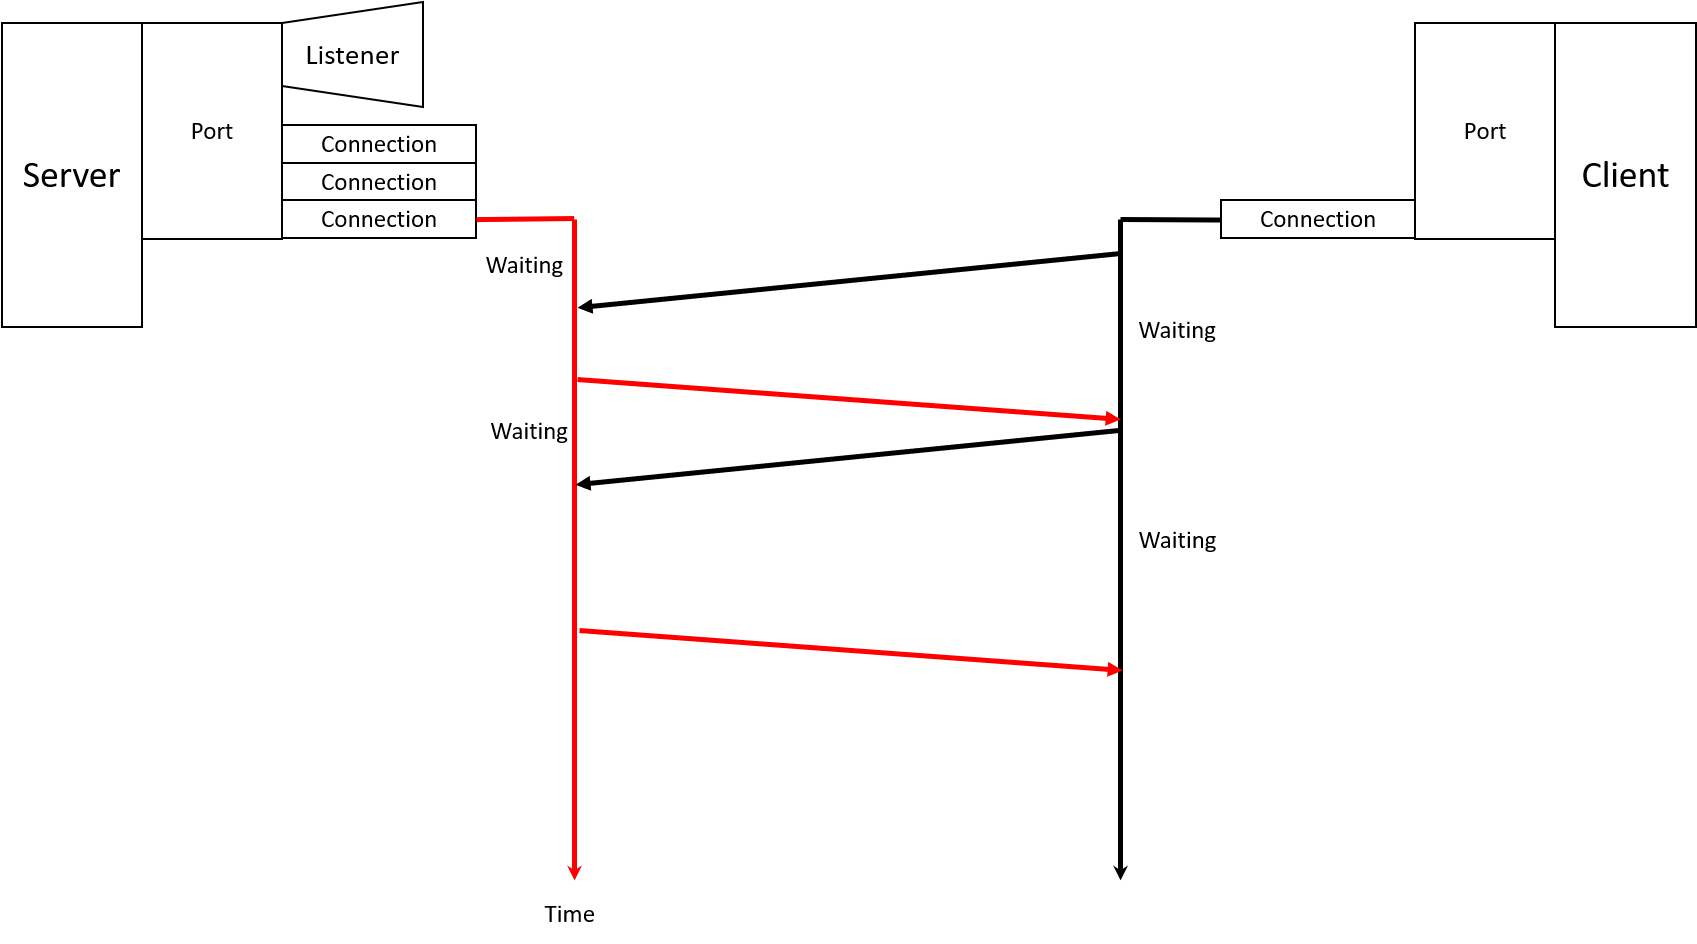 Listener
Port
Port
Connection
Server
Client
Connection
Connection
Connection
Waiting
Waiting
Waiting
Waiting
Time